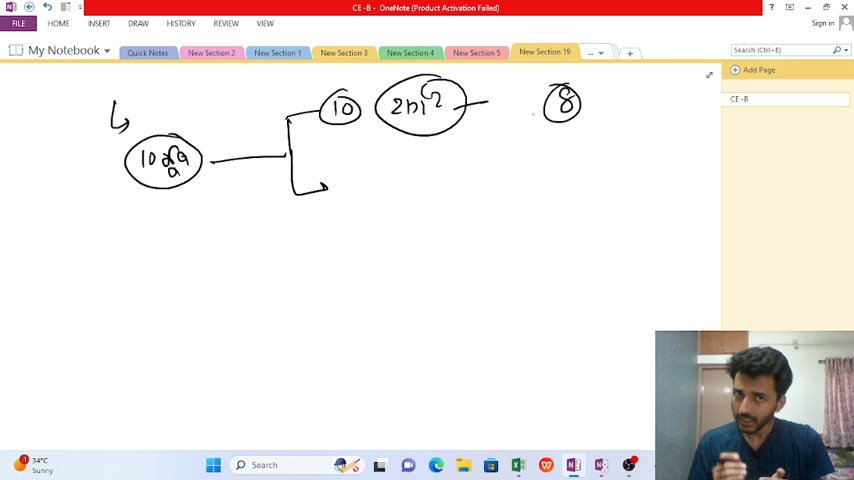 CE -B - OneNote (Product Activation Failed)
FILE HOME INSERT DRAW HISTORY REVIEW VIEW
Sign in
My Notebook
Quick Notes New Section 2 New Section 1 New Section 3 New Section 4 New Section 5 New Section 19 ...
Search (Ctrl+E)
Add Page
CE -B
10 8
10
34°C
Sunny
Search